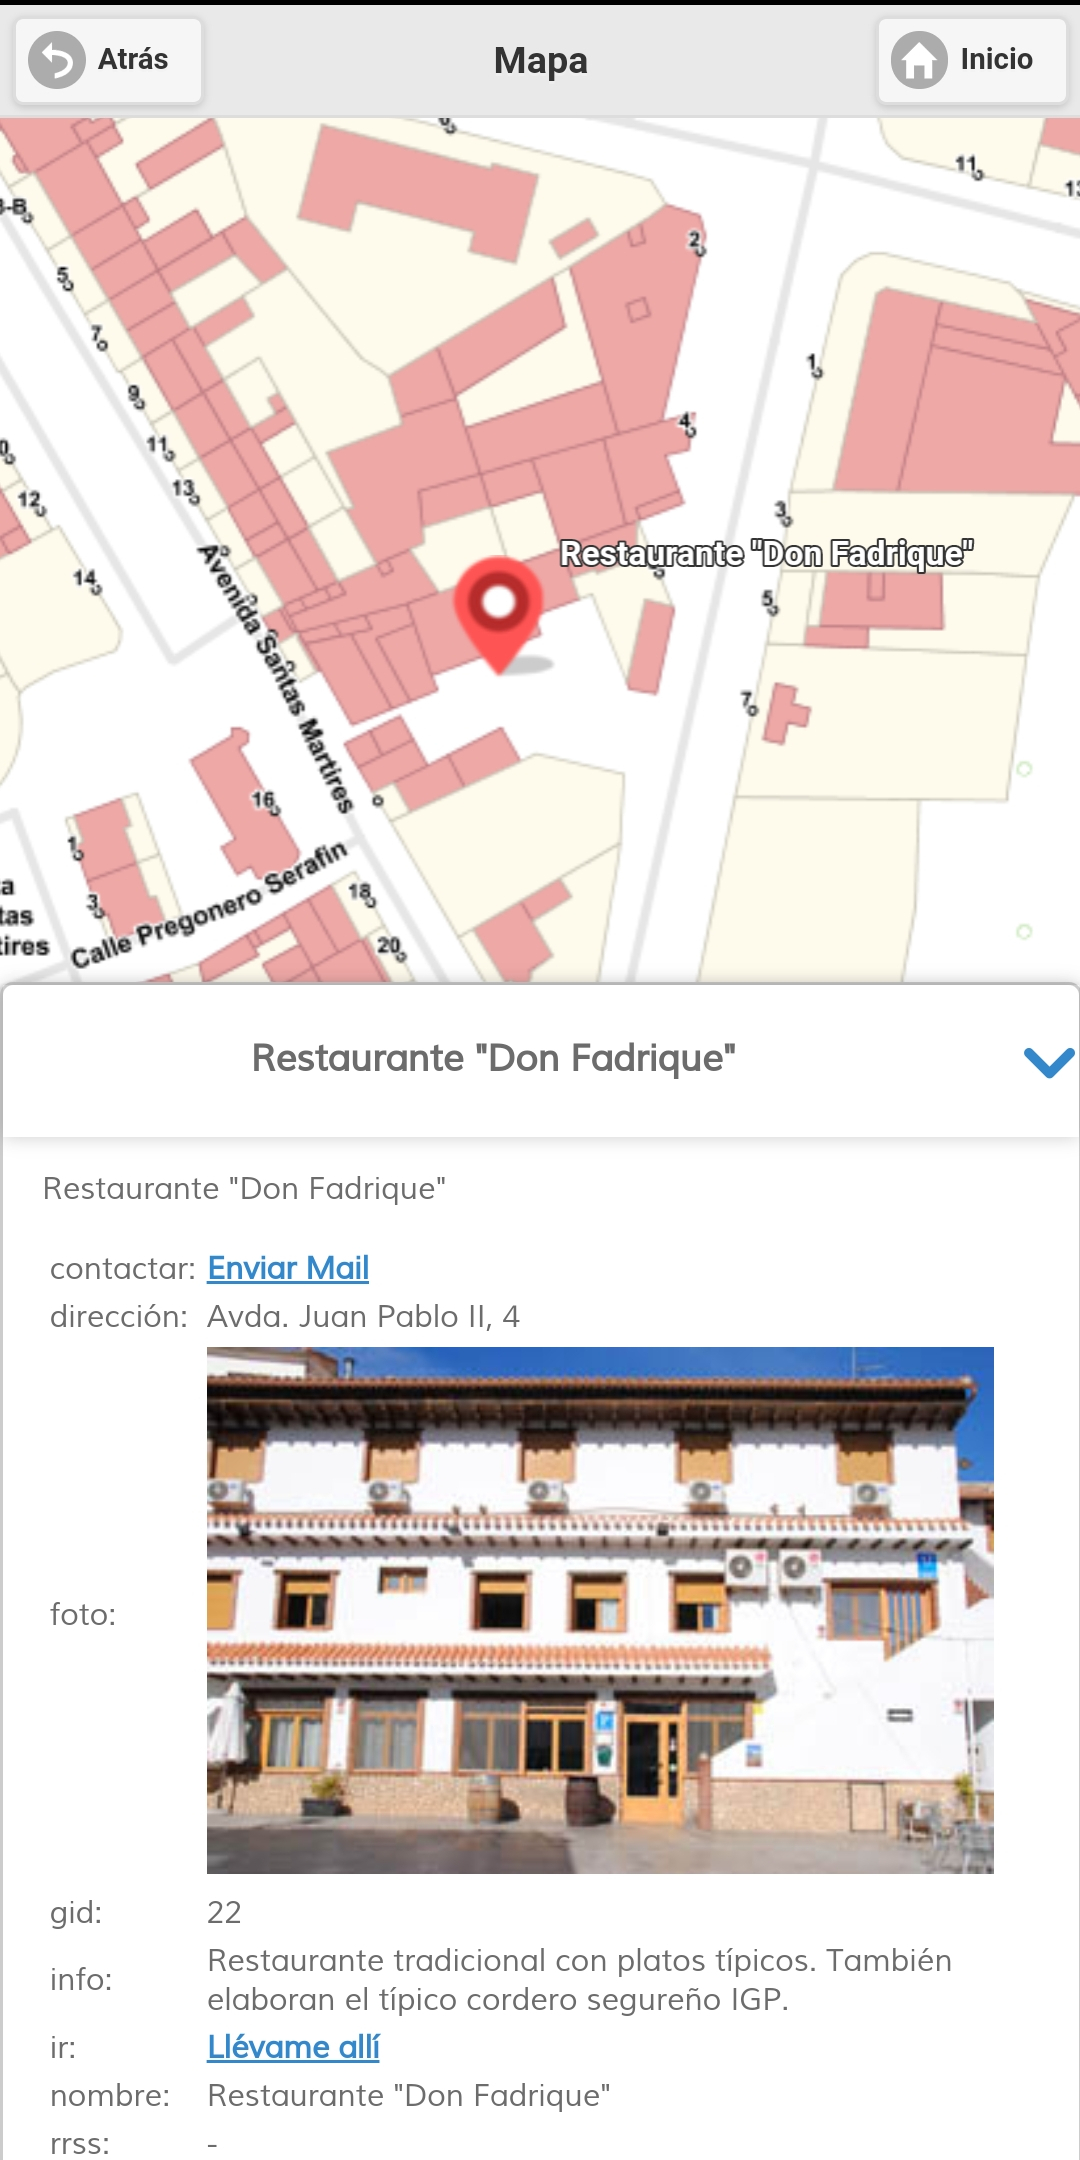 Atrás
Mapa
Inicio
11
2
5
7
1
9
11
4
13
12
3
Restaurante "Don Fadrique"
14
5
Avenida Santas Martires
7
16
1
Calle Pregonero Serafin
18
3
tas
tires
20
Restaurante "Don Fadrique"
Restaurante "Don Fadrique"
contactar: Enviar Mail
dirección: Avda. Juan Pablo II, 4
foto:
gid: 22
info: Restaurante tradicional con platos típicos. También
elaboran el típico cordero segureño IGP.
ir: Llévame allí
nombre: Restaurante "Don Fadrique"
rrss: -